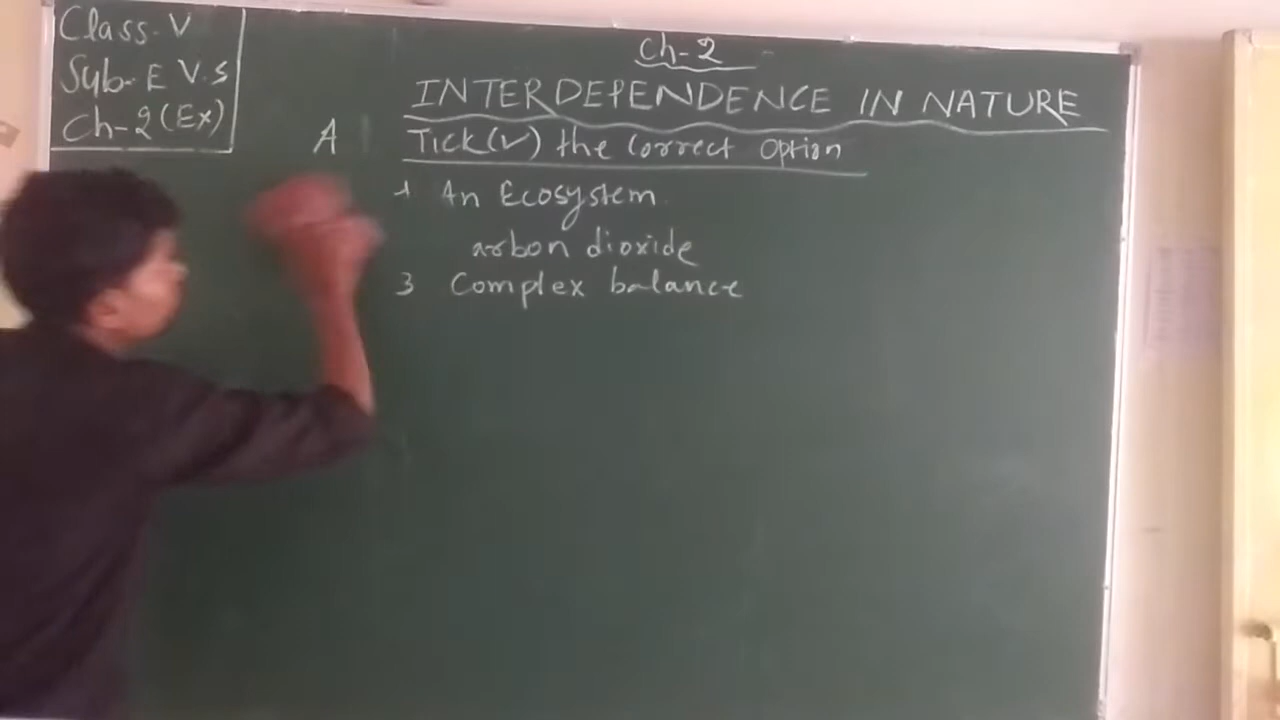 Class-V
Sub-E V.S
Ch-2 (Ex)
Ch-2
INTERDEPENDENCE IN NATURE
A Tick(✓) the Correct Option
1 An Ecosystem
arbon dioxide
3 Complex balance